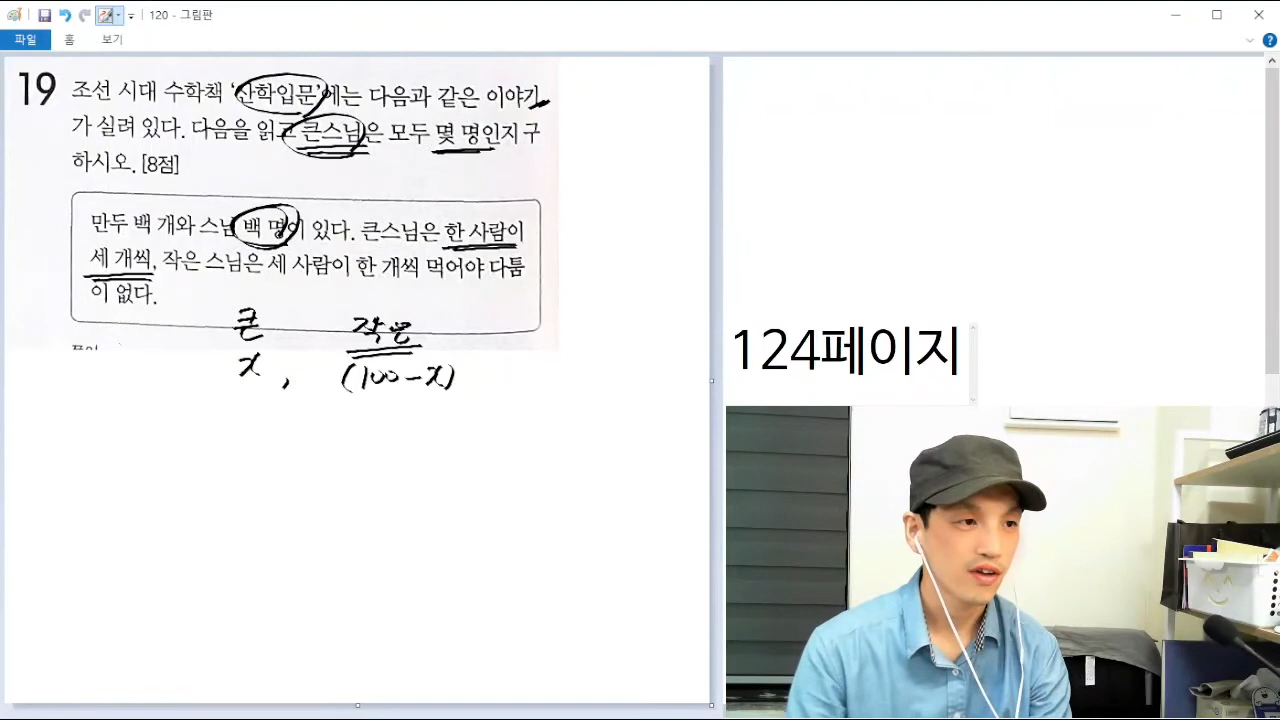 120 - 그림판
파일 홈 보기
19 조선 시대 수학책 '산학입문'에는 다음과 같은 이야기
가 실려 있다. 다음을 읽고 큰스님은 모두 몇 명인지 구
하시오. [8점]
만두 백 개와 스님 백 명이 있다. 큰스님은 한 사람이
세 개씩, 작은 스님은 세 사람이 한 개씩 먹어야 다툼
이 없다.
큰 작은
x , (100-x)
124페이지